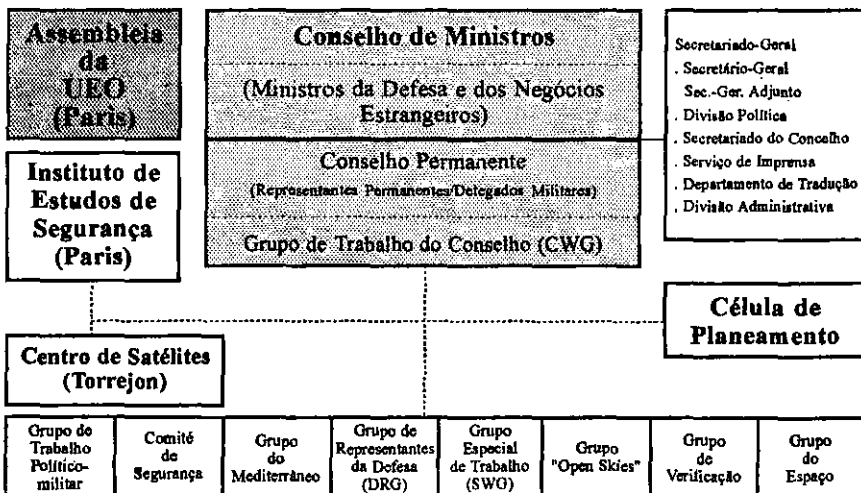 Assembleia
da
UEO
(Paris)
Conselho de Ministros
(Ministros da Defesa e dos Negócios
Estrangeiros)
Conselho Permanente
(Representantes Permanentes/Delegados Militares)
Grupo de Trabalho do Conselho (CWG)
Secretariado-Geral
. Secretário-Geral
Sec.-Ger. Adjunto
. Divisão Política
. Secretariado do Concelho
. Serviço de Imprensa
. Departamento de Tradução
. Divisão Administrativa
Instituto de
Estudos de
Segurança
(Paris)
Célula de
Planeamento
Centro de Satélites
(Torrejon)
Grupo de
Trabalho
Político-
militar
Comité
de
Segurança
Grupo
do
Mediterrâneo
Grupo de
Representantes
da Defesa
(DRG)
Grupo
Especial
de Trabalho
(SWG)
Grupo
"Open Skies"
Grupo
de
Verificação
Grupo
do
Espaço